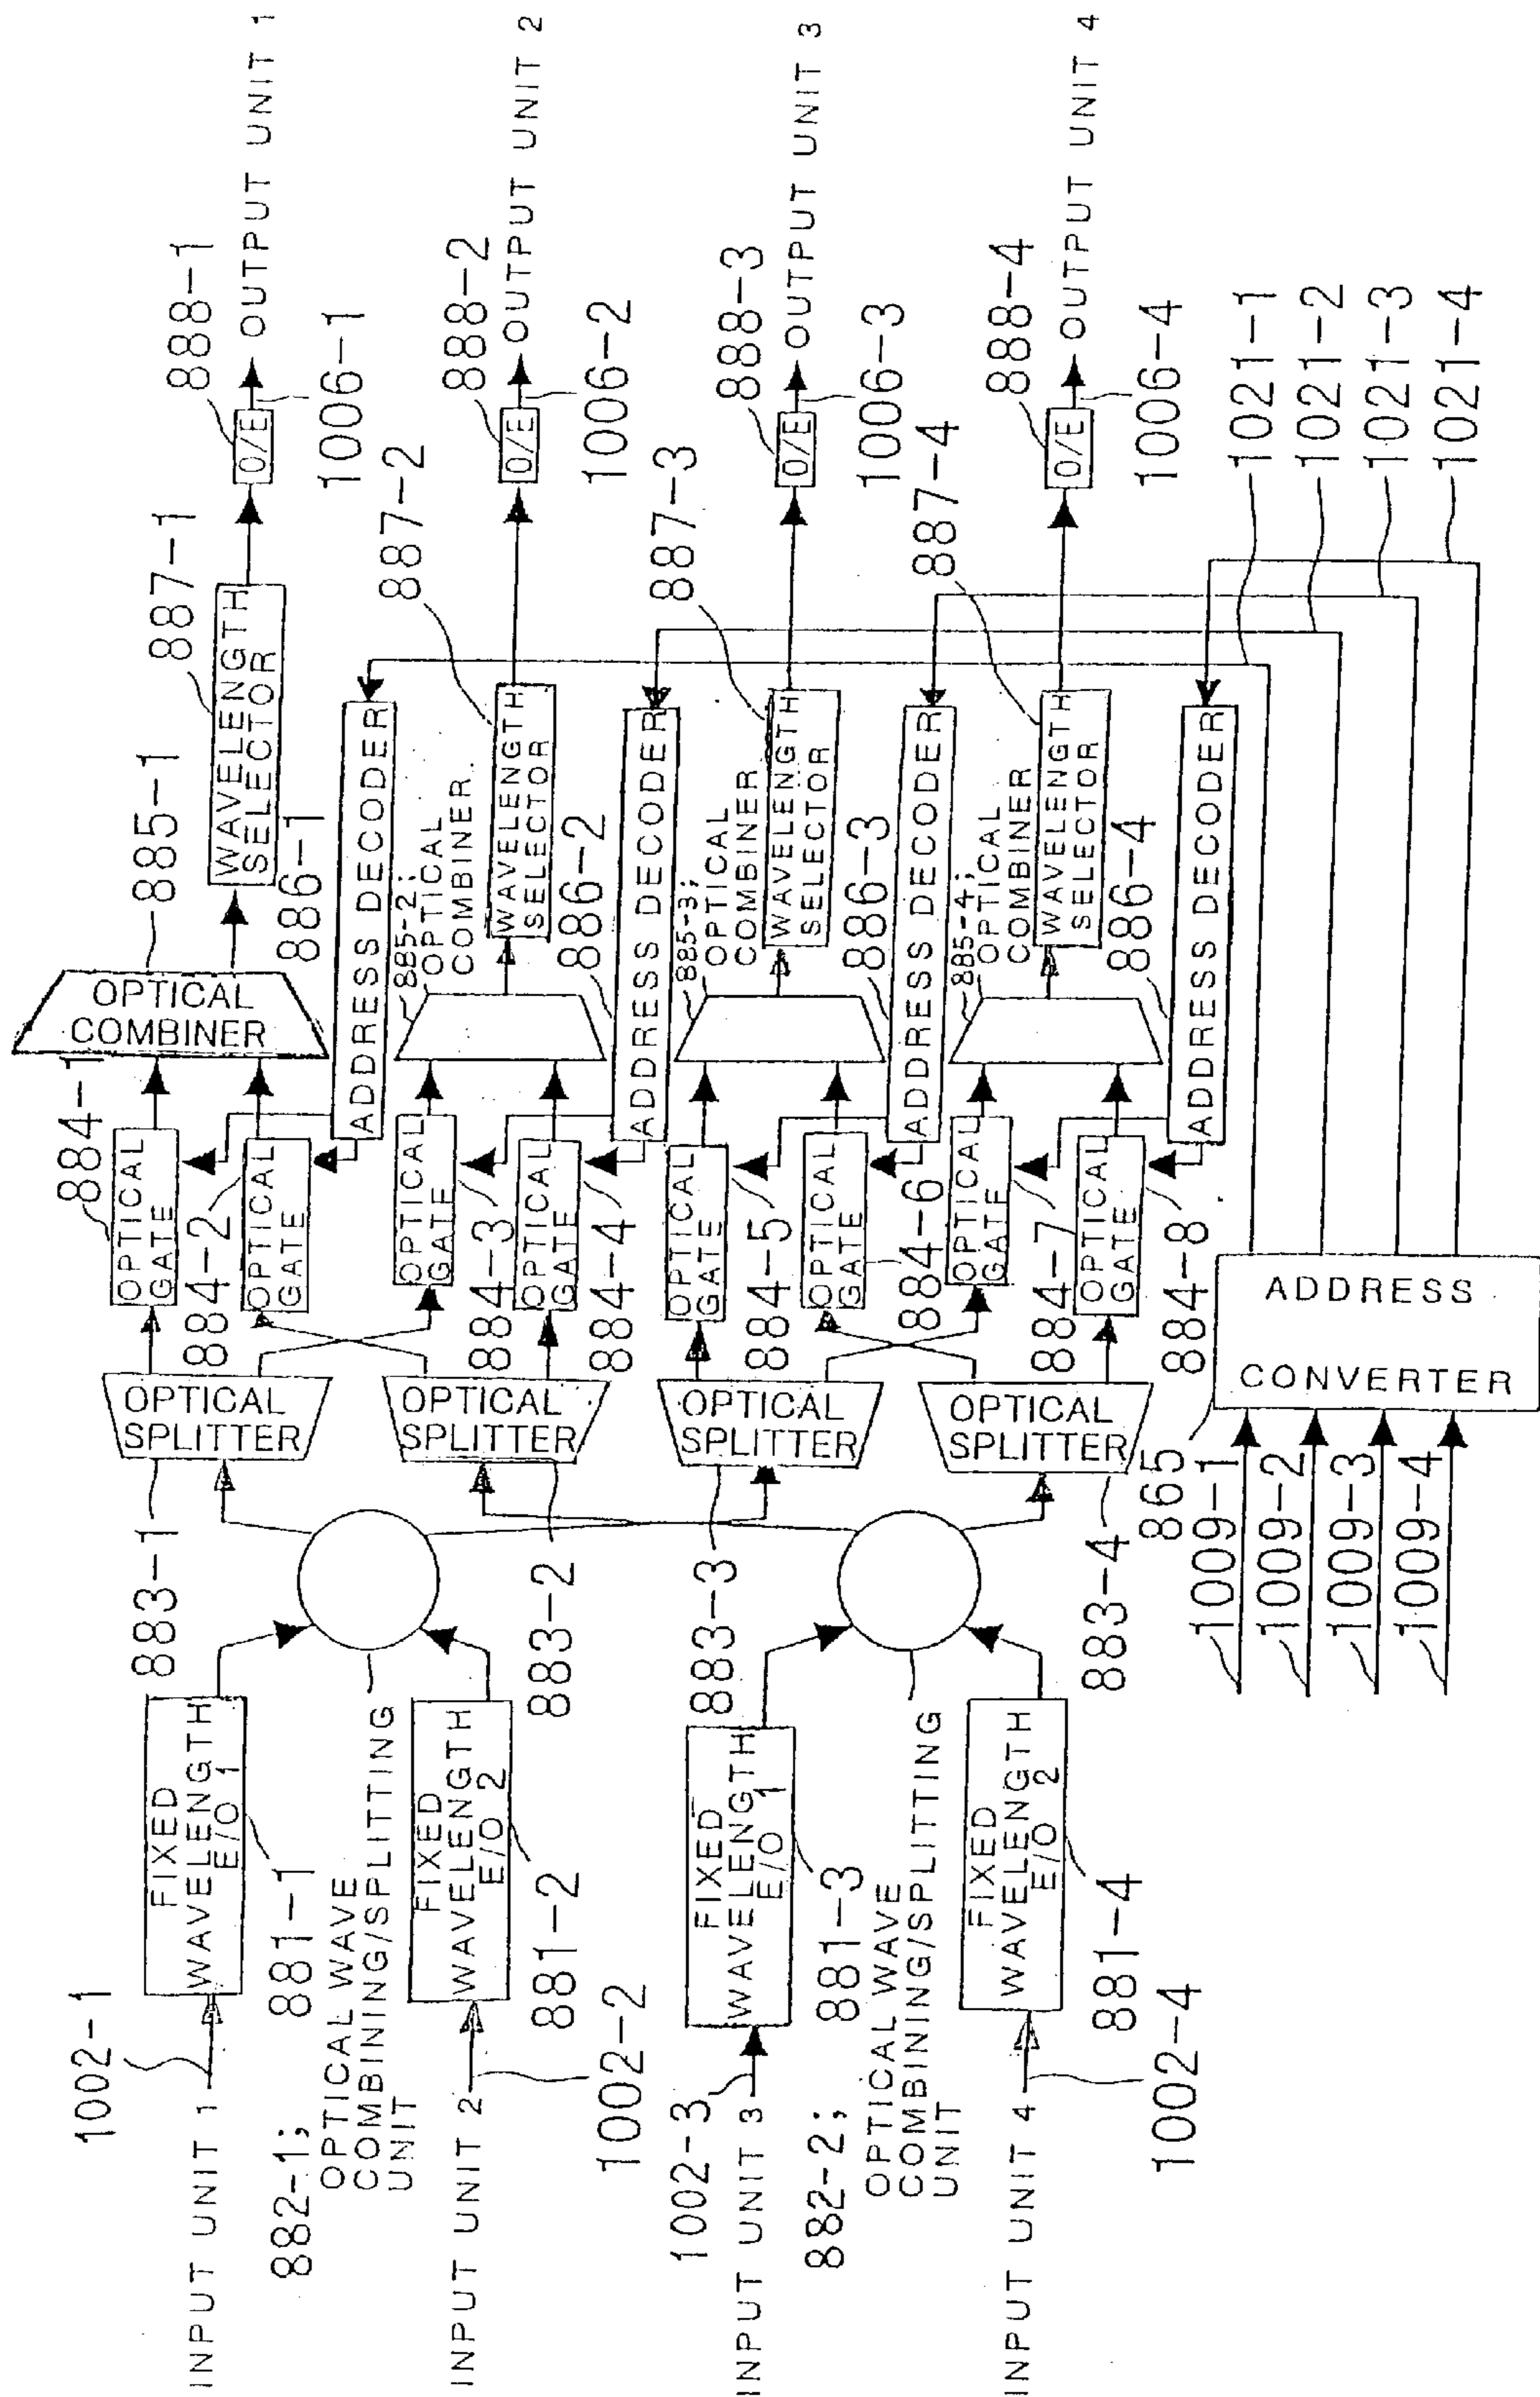 1002-1
INPUT UNIT 1
FIXED
WAVELENGTH
E/O 1
881-1
882-1;
OPTICAL WAVE
COMBINING/SPLITTING
UNIT
INPUT UNIT 2
1002-2
FIXED
WAVELENGTH
E/O 2
881-2
1002-3
INPUT UNIT 3
FIXED
WAVELENGTH
E/O 1
881-3
882-2;
OPTICAL WAVE
COMBINING/SPLITTING
UNIT
INPUT UNIT 4
1002-4
FIXED
WAVELENGTH
E/O 2
881-4
883-1
OPTICAL
SPLITTER
883-2
OPTICAL
SPLITTER
883-3
OPTICAL
SPLITTER
883-4
OPTICAL
SPLITTER
884-1
OPTICAL
GATE
884-2
OPTICAL
GATE
OPTICAL
GATE
884-3
OPTICAL
GATE
884-4
OPTICAL
GATE
884-5
OPTICAL
GATE
884-6
OPTICAL
GATE
884-7
OPTICAL
GATE
884-8
OPTICAL
COMBINER
885-1
886-1
ADDRESS DECODER
885-2;
OPTICAL
COMBINER
886-2
ADDRESS DECODER
885-3;
OPTICAL
COMBINER
886-3
ADDRESS DECODER
885-4;
OPTICAL
COMBINER
886-4
ADDRESS DECODER
887-1
WAVELENGTH
SELECTOR
887-2
WAVELENGTH
SELECTOR
887-3
WAVELENGTH
SELECTOR
887-4
WAVELENGTH
SELECTOR
888-1
O/E
1006-1
OUTPUT UNIT 1
888-2
O/E
1006-2
OUTPUT UNIT 2
888-3
O/E
1006-3
OUTPUT UNIT 3
888-4
O/E
1006-4
OUTPUT UNIT 4
865
1009-1
1009-2
1009-3
1009-4
ADDRESS
CONVERTER
1021-1
1021-2
1021-3
1021-4